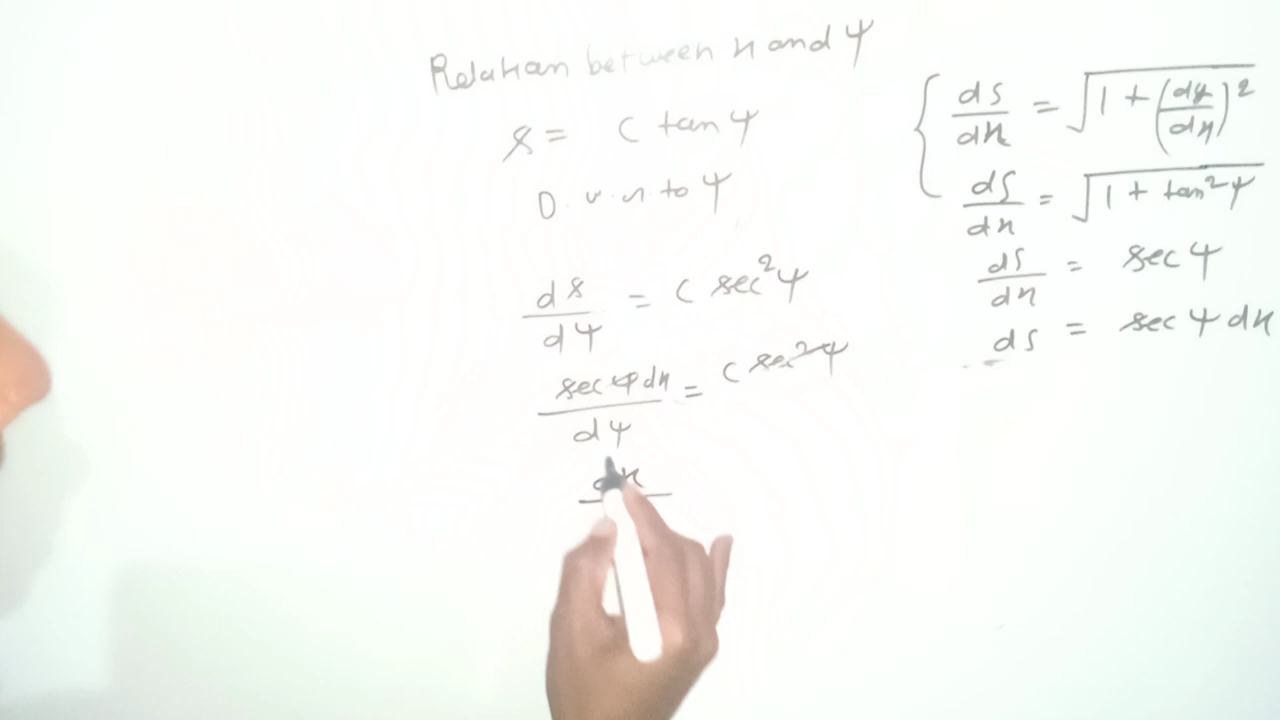 Relation between x and ψ
s = c tan ψ
D. w. r. to ψ
ds/dψ = c sec²ψ
sec ψ dx/dψ = c sec²ψ
dx
ds/dx = √(1 + (dy/dx)²)
ds/dx = √(1 + tan²ψ)
ds/dx = sec ψ
ds = sec ψ dx